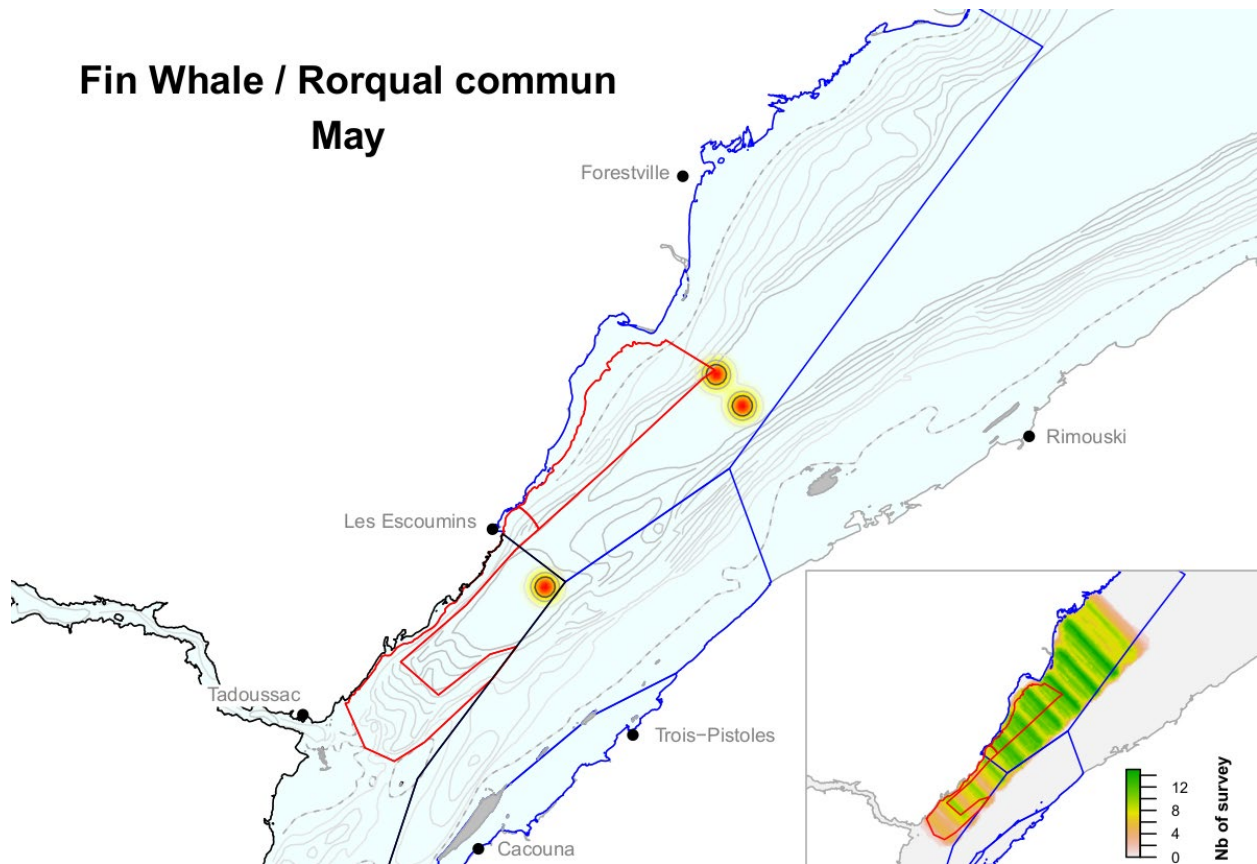 Fin Whale / Rorqual commun
May
Forestville
Rimouski
Les Escoumins
Tadoussac
Trois−Pistoles
Cacouna
12
8
4
0
Nb of survey